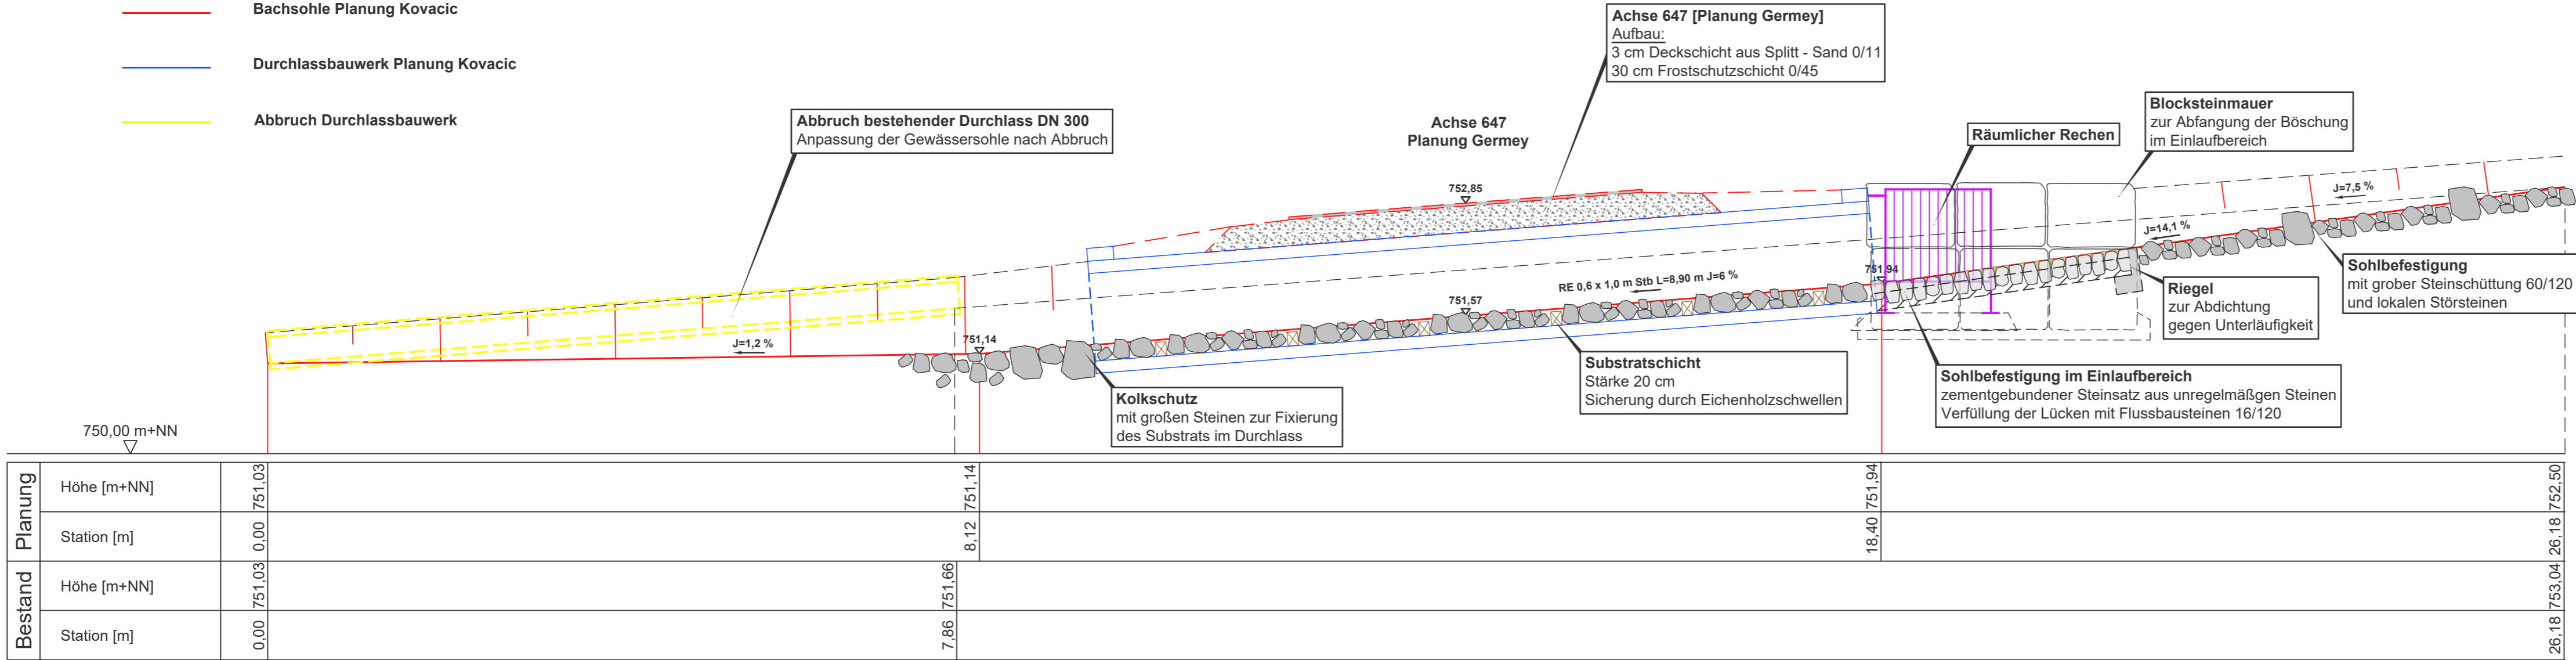 Bachsohle Planung Kovacic
Durchlassbauwerk Planung Kovacic
Abbruch Durchlassbauwerk
Abbruch bestehender Durchlass DN 300
Anpassung der Gewässersohle nach Abbruch
Achse 647 [Planung Germey]
Aufbau:
3 cm Deckschicht aus Splitt - Sand 0/11
30 cm Frostschutzschicht 0/45
Achse 647
Planung Germey
Räumlicher Rechen
Blocksteinmauer
zur Abfangung der Böschung
im Einlaufbereich
752,85
J=7,5 %
J=14,1 %
751,94
RE 0,6 x 1,0 m Stb L=8,90 m J=6 %
751,57
751,14
J=1,2 %
Sohlbefestigung
mit grober Steinschüttung 60/120
und lokalen Störsteinen
Riegel
zur Abdichtung
gegen Unterläufigkeit
Substratschicht
Stärke 20 cm
Sicherung durch Eichenholzschwellen
Sohlbefestigung im Einlaufbereich
zementgebundener Steinsatz aus unregelmäßgen Steinen
Verfüllung der Lücken mit Flussbausteinen 16/120
Kolkschutz
mit großen Steinen zur Fixierung
des Substrats im Durchlass
750,00 m+NN
Planung
Höhe [m+NN] 751,03 751,14 751,94 752,50
Station [m] 0,00 8,12 18,40 26,18
Bestand
Höhe [m+NN] 751,03 751,66 753,04
Station [m] 0,00 7,86 26,18